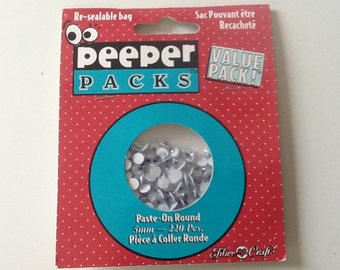 Re-sealable bag
Sac Pouvant être
Recacheté
peeper
PACKS
VALUE
PACK!
Paste-On Round
5mm — 220 Pcs.
Pièce à Coller Ronde
Fibre Craft